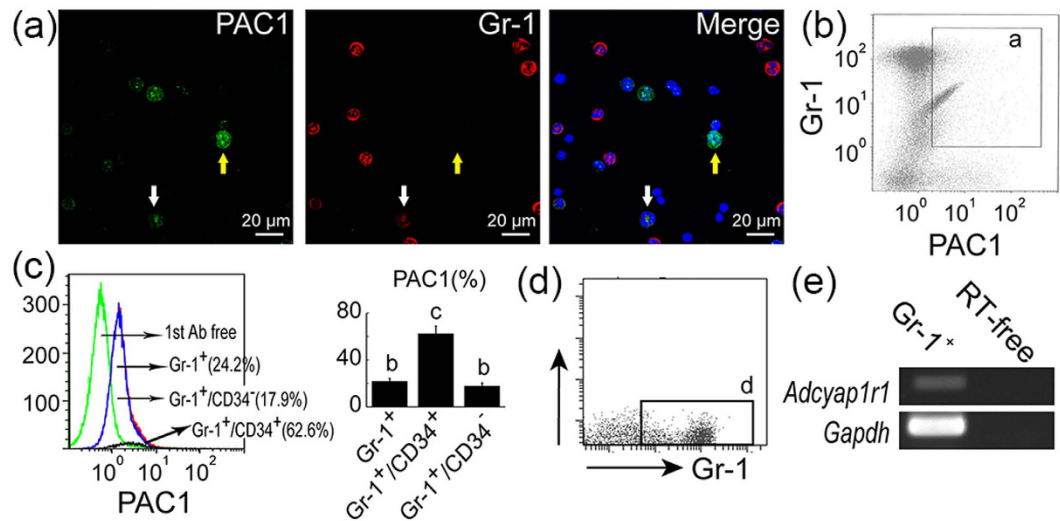 (a)
PAC1
Gr-1
Merge
20 μm
20 μm
20 μm
(b)
a
10²
10¹
10⁰
Gr-1
10⁰ 10¹ 10²
PAC1
(c)
300
200
100
1st Ab free
Gr-1⁺(24.2%)
Gr-1⁺/CD34⁻(17.9%)
Gr-1⁺/CD34⁺(62.6%)
10⁰ 10¹ 10²
PAC1
PAC1(%)
80
40
0
b
c
b
Gr-1⁺
Gr-1⁺/CD34⁺
Gr-1⁺/CD34⁻
(d)
d
Gr-1
(e)
Gr-1⁺
RT-free
Adcyap1r1
Gapdh